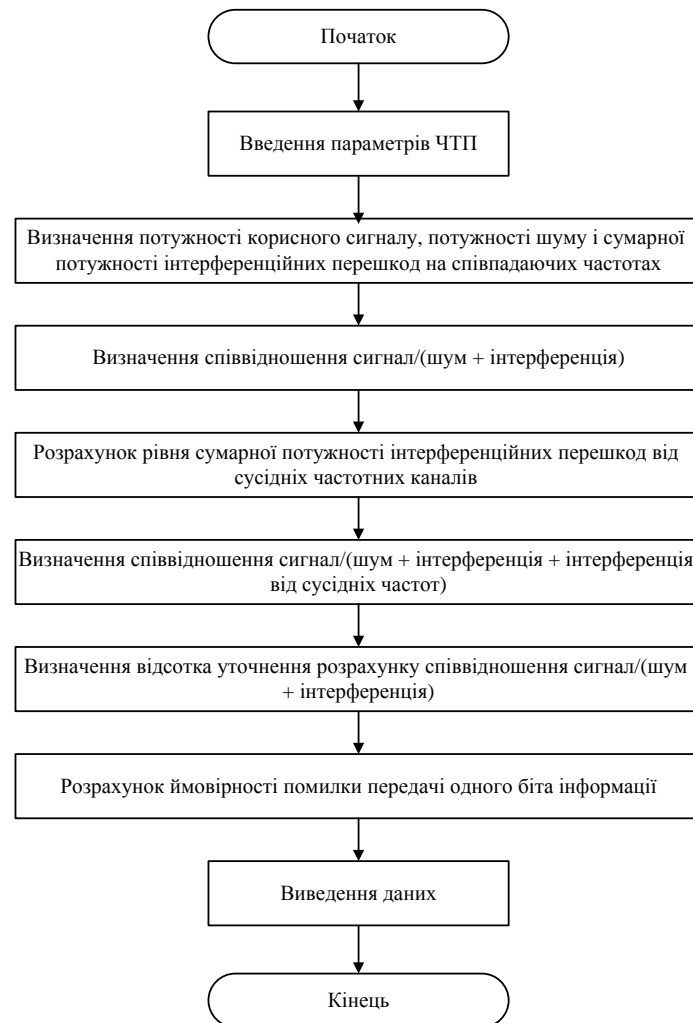 Початок
Введення параметрів ЧТП
Визначення потужності корисного сигналу, потужності шуму і сумарної
потужності інтерференційних перешкод на співпадаючих частотах
Визначення співвідношення сигнал/(шум + інтерференція)
Розрахунок рівня сумарної потужності інтерференційних перешкод від
сусідніх частотних каналів
Визначення співвідношення сигнал/(шум + інтерференція + інтерференція
від сусідніх частот)
Визначення відсотка уточнення розрахунку співвідношення сигнал/(шум
+ інтерференція)
Розрахунок ймовірності помилки передачі одного біта інформації
Виведення даних
Кінець